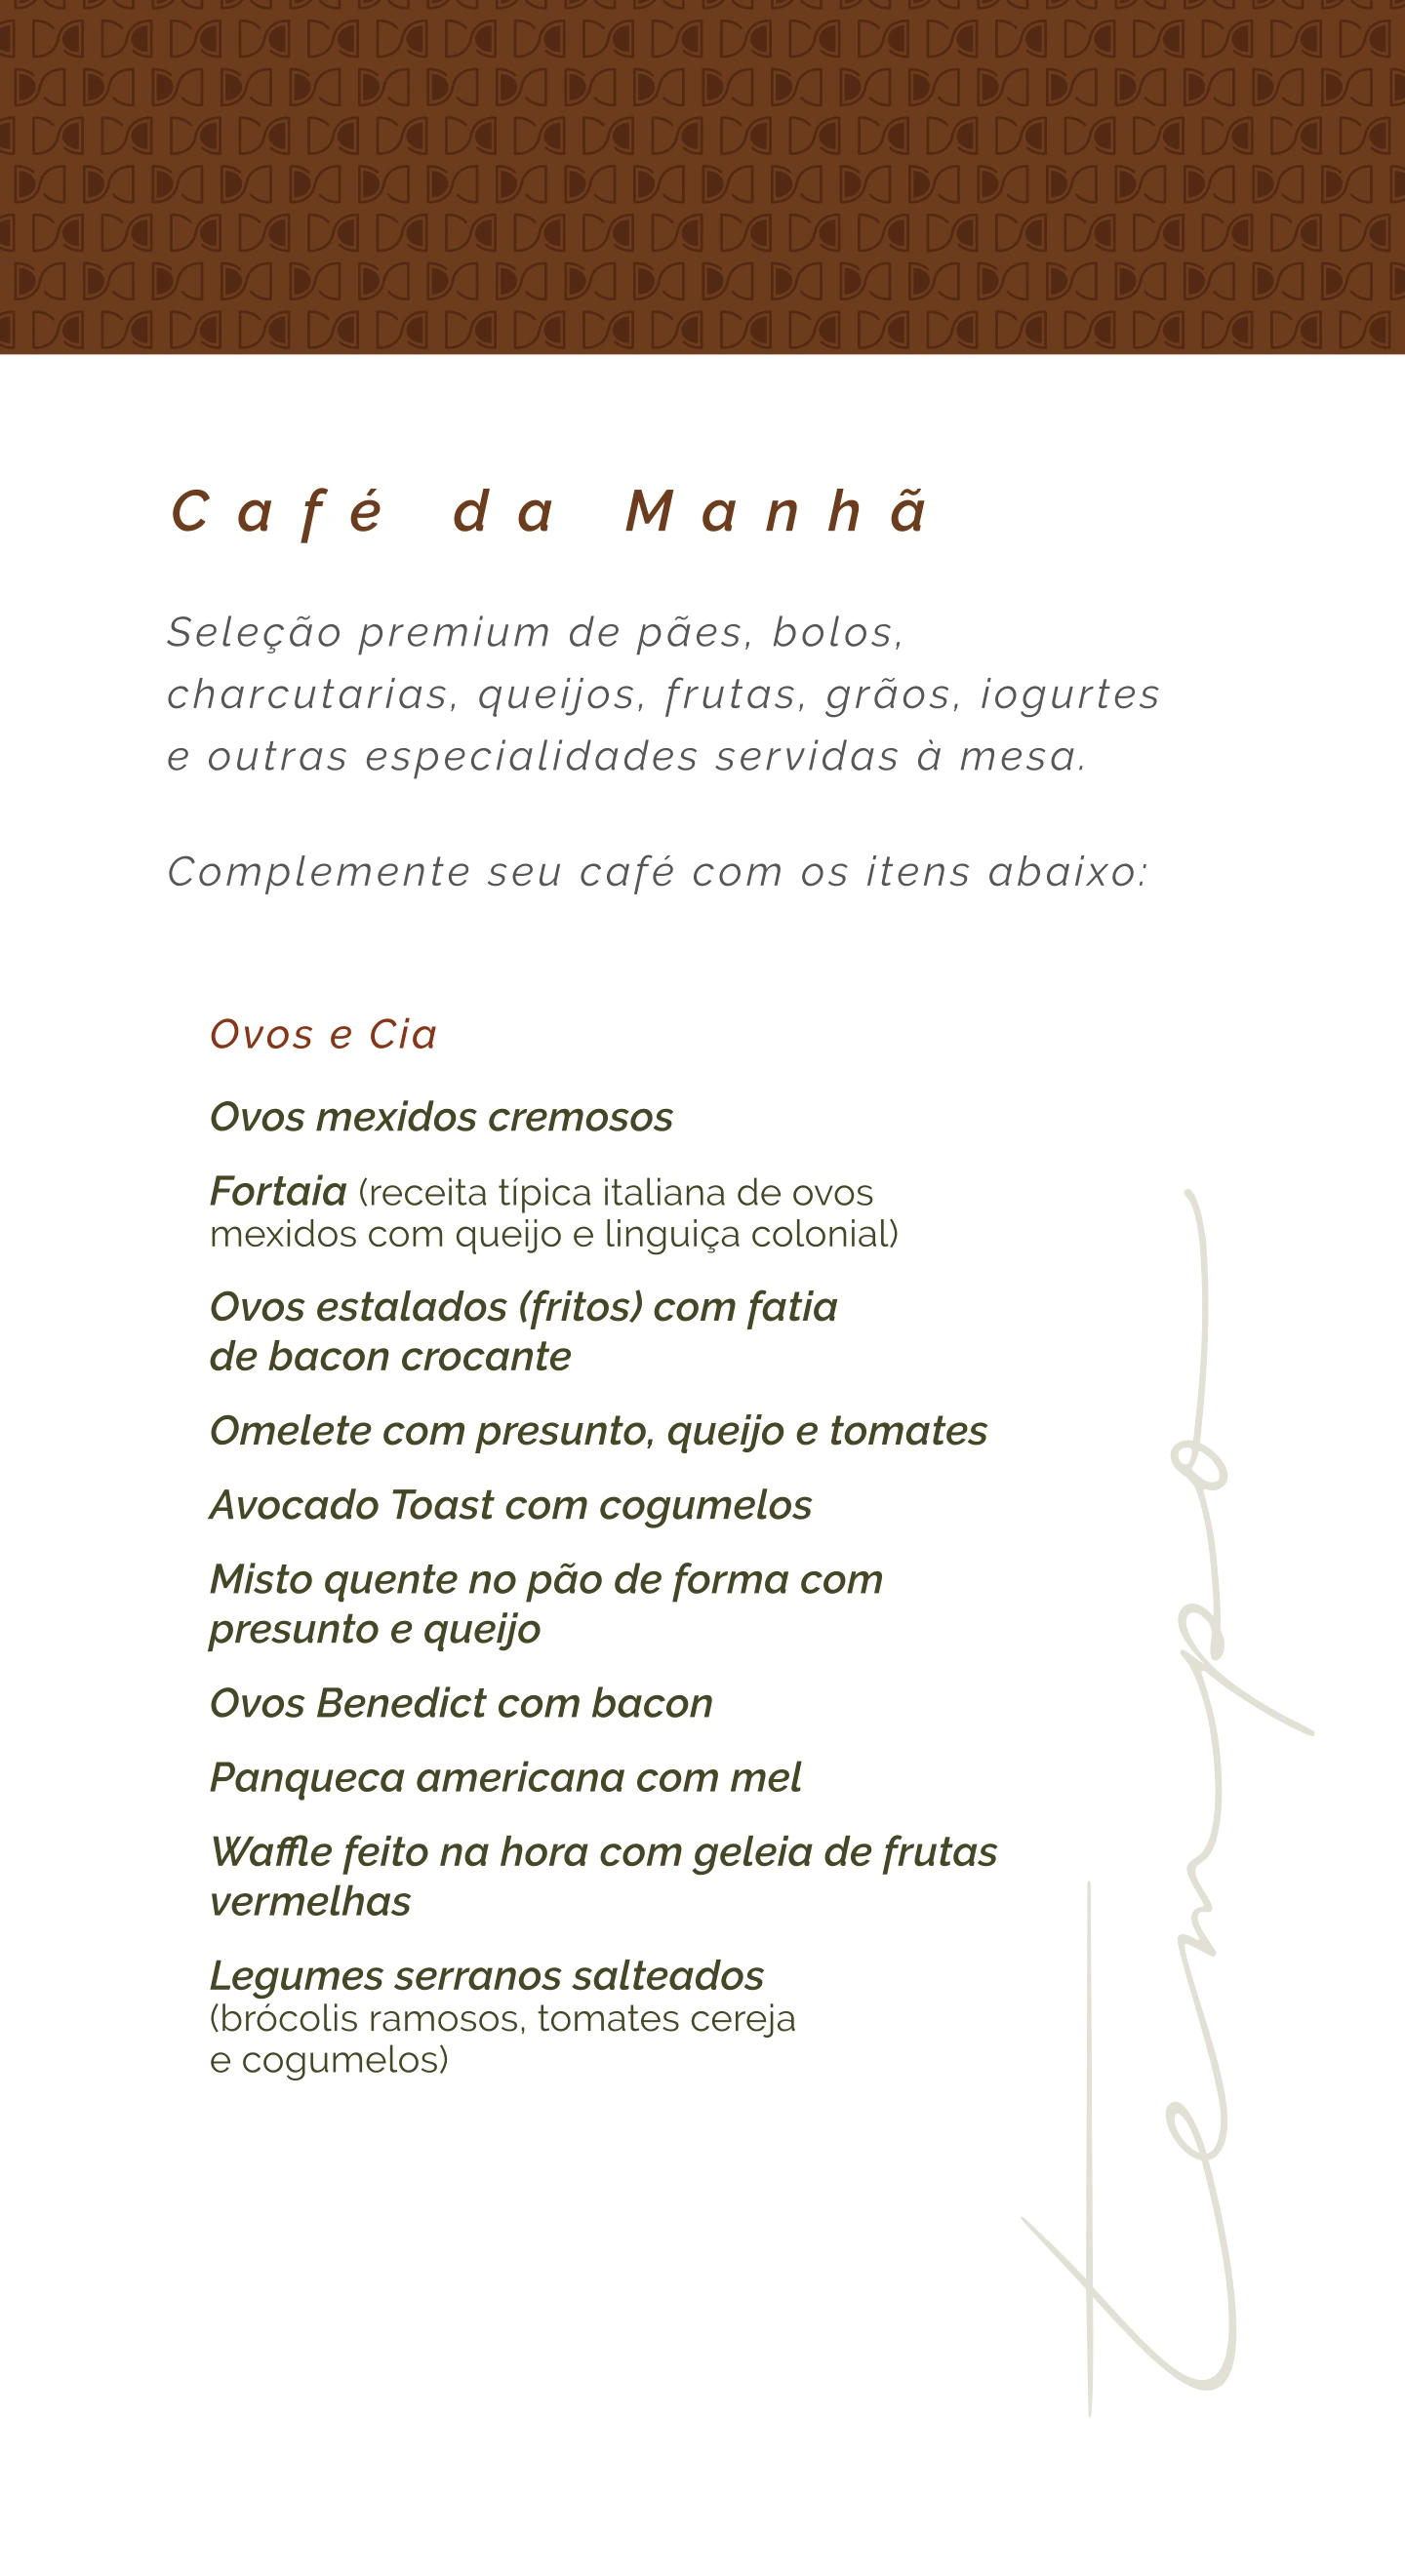 Café da Manhã
Seleção premium de pães, bolos,
charcutarias, queijos, frutas, grãos, iogurtes
e outras especialidades servidas à mesa.
Complemente seu café com os itens abaixo:
Ovos e Cia
Ovos mexidos cremosos
Fortaia (receita típica italiana de ovos
mexidos com queijo e linguiça colonial)
Ovos estalados (fritos) com fatia
de bacon crocante
Omelete com presunto, queijo e tomates
Avocado Toast com cogumelos
Misto quente no pão de forma com
presunto e queijo
Ovos Benedict com bacon
Panqueca americana com mel
Waffle feito na hora com geleia de frutas
vermelhas
Legumes serranos salteados
(brócolis ramosos, tomates cereja
e cogumelos)
tempo